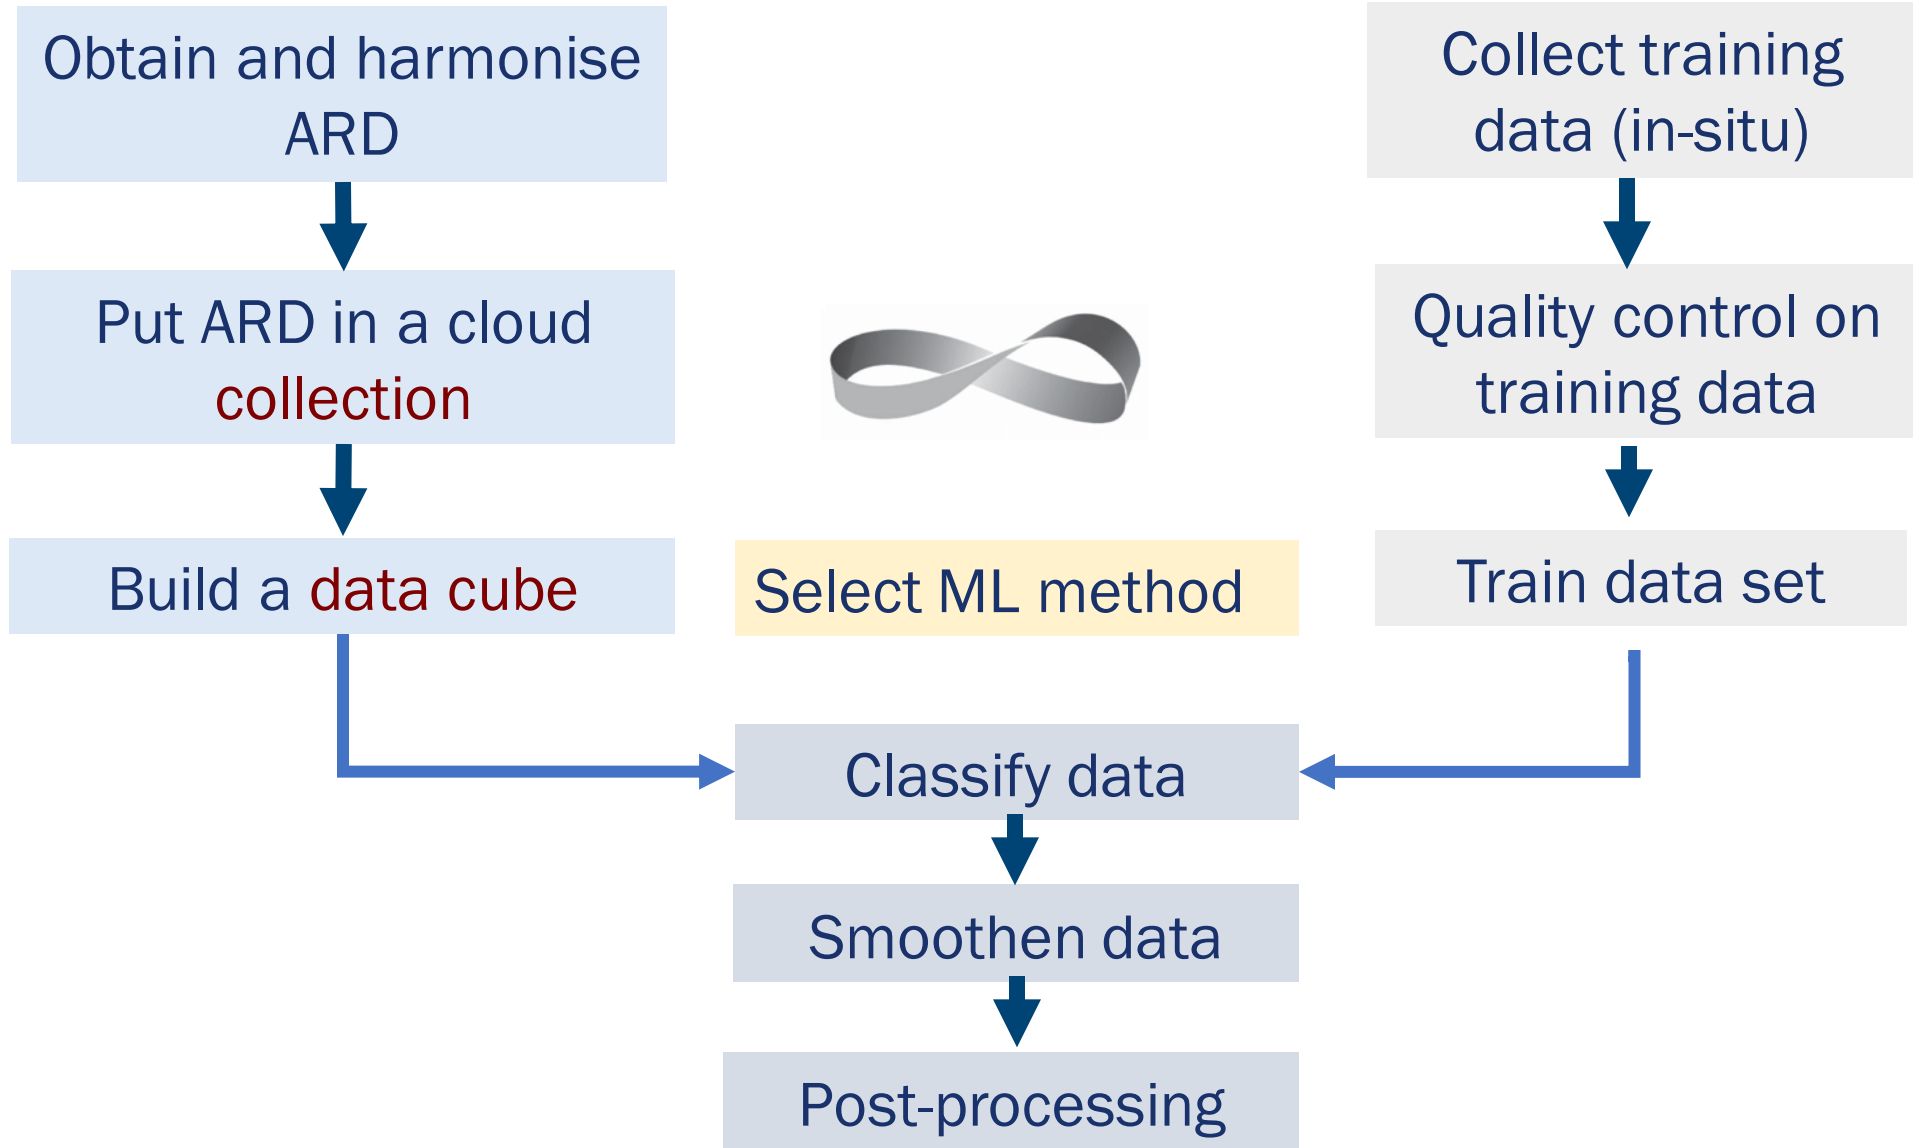 Obtain and harmonise
ARD
Put ARD in a cloud
collection
Build a data cube
Collect training
data (in-situ)
Quality control on
training data
Train data set
Select ML method
Classify data
Smoothen data
Post-processing